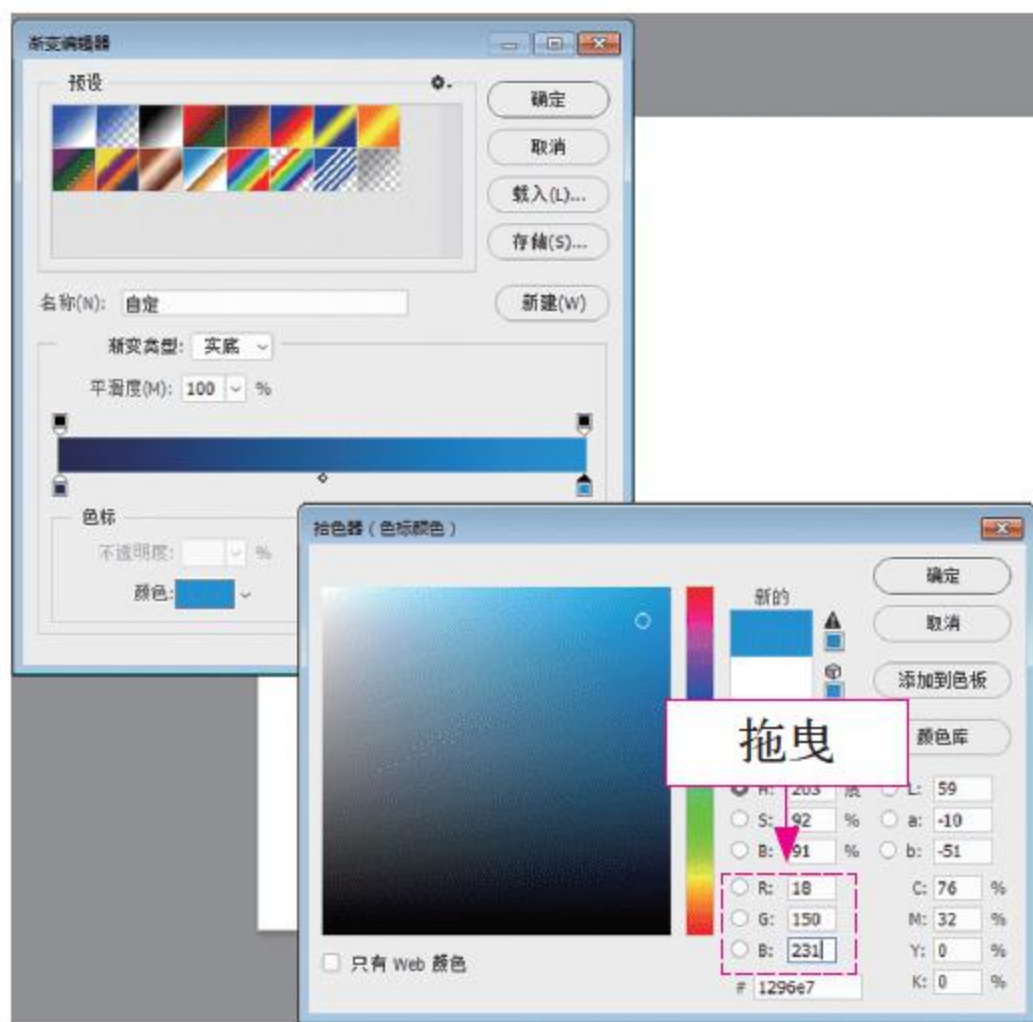 渐变编辑器
预设
确定
取消
载入(L)...
存储(S)...
名称(N): 自定
新建(W)
渐变类型: 实底
平滑度(M): 100 %
色标
不透明度: %
颜色:
拾色器（色标颜色）
新的
确定
取消
添加到色板
颜色库
拖曳
H: 203 度
L: 59
S: 92 %
a: -10
B: 91 %
b: -51
R: 18
C: 76 %
G: 150
M: 32 %
B: 231
Y: 0 %
只有 Web 颜色
# 1296e7
K: 0 %